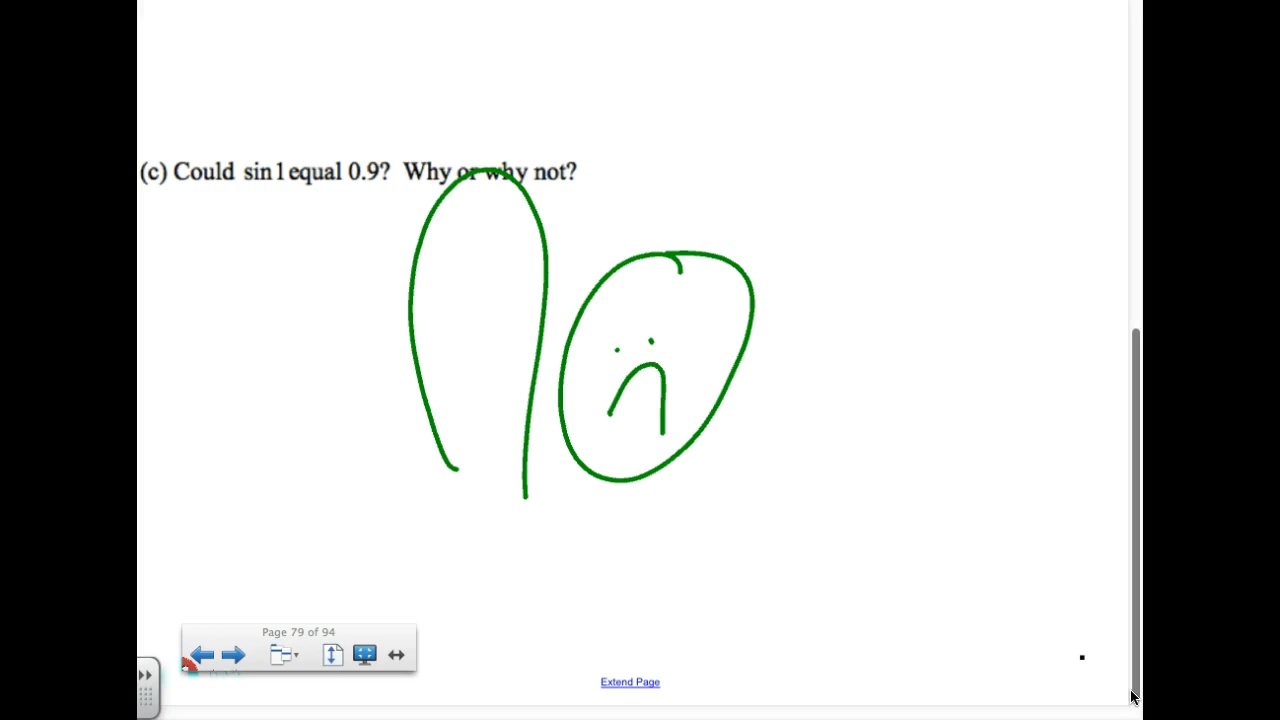 (c) Could sin 1 equal 0.9? Why or why not?
no
Page 79 of 94
Extend Page